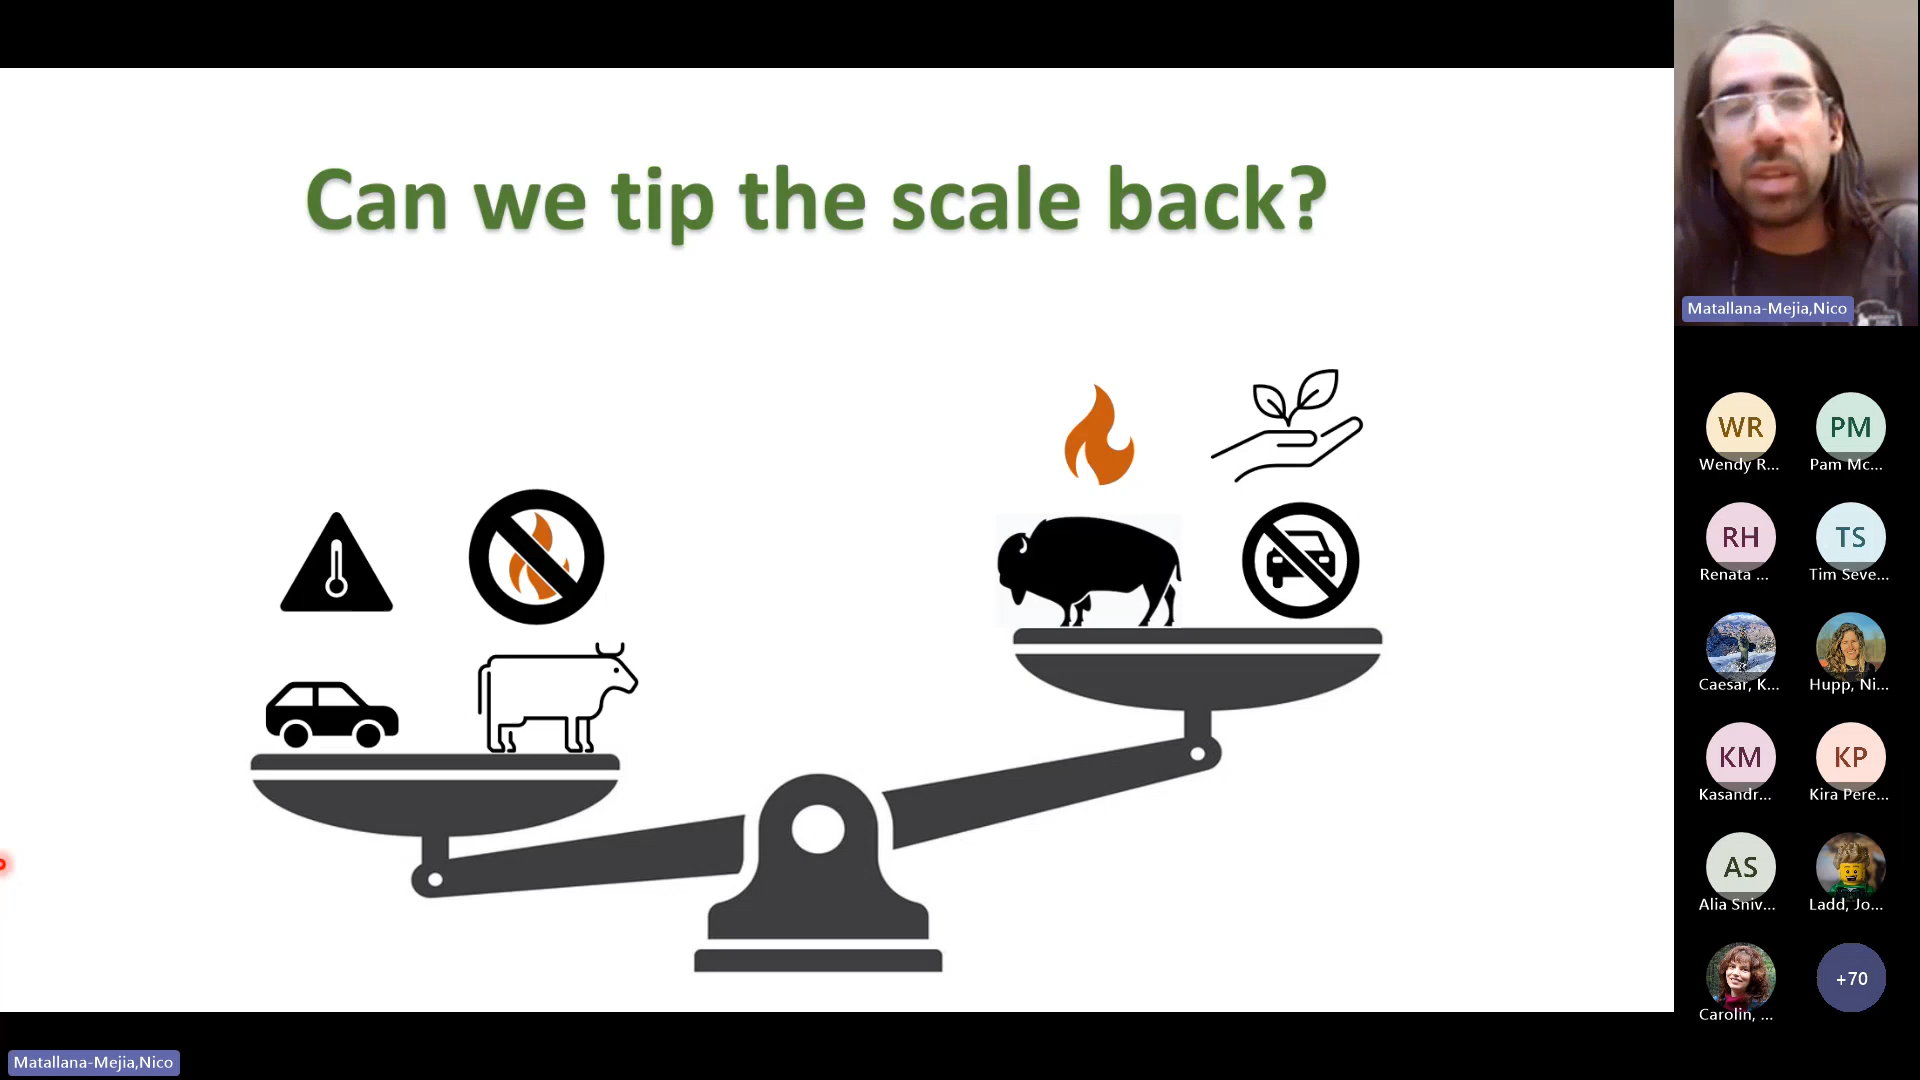 Can we tip the scale back?
Matallana-Mejia,Nico
WR
PM
Wendy R...
Pam Mc...
RH
TS
Renata ...
Tim Seve...
Caesar, K...
Hupp, Ni...
KM
KP
Kasandr...
Kira Pere...
AS
Alia Sniv...
Ladd, Jo...
+70
Carolin, ...
Matallana-Mejia,Nico